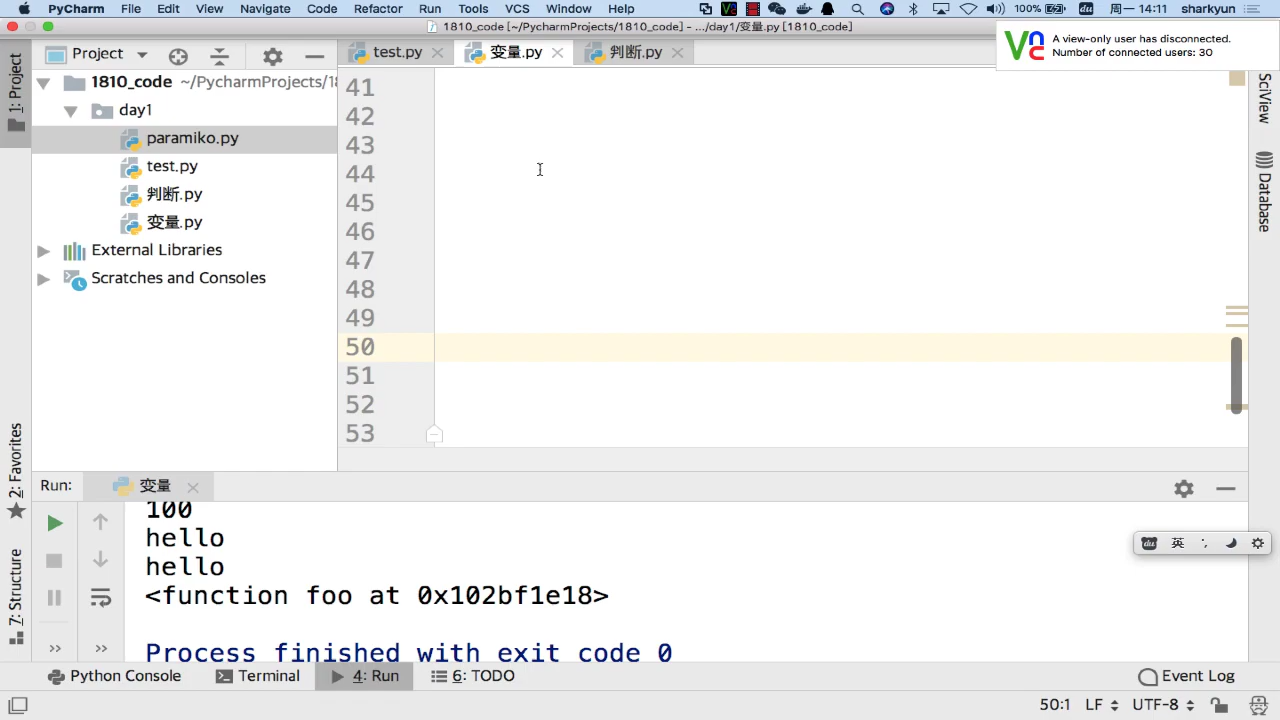 PyCharm File Edit View Navigate Code Refactor Run Tools VCS Window Help 100% 周一 14:11 sharkyun
1810_code [~/PycharmProjects/1810_code] - .../day1/变量.py [1810_code]
A view-only user has disconnected.
Number of connected users: 30
1: Project
Project
test.py
变量.py
判断.py
1810_code ~/PycharmProjects/18
day1
paramiko.py
test.py
判断.py
变量.py
External Libraries
Scratches and Consoles
41
42
43
44
45
46
47
48
49
50
51
52
53
SciView
Database
2: Favorites
7: Structure
Run: 变量
100
hello
hello
<function foo at 0x102bf1e18>
Process finished with exit code 0
英
Python Console Terminal 4: Run 6: TODO Event Log
50:1 LF UTF-8